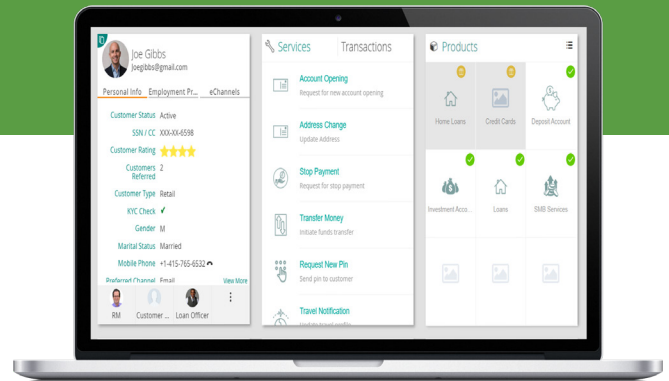 Joe Gibbs
Joegibbs@gmail.com
Personal Info Employment Pr... eChannels
Customer Status Active
SSN / CC XXX-XX-6598
Customer Rating
Customers Referred 2
Customer Type Retail
KYC Check
Gender M
Marital Status Married
Mobile Phone +1-415-765-6532
Preferred Channel Email View More
RM Customer ... Loan Officer
Services Transactions
Account Opening
Request for new account opening
Address Change
Update Address
Stop Payment
Request for stop payment
Transfer Money
Initiate funds transfer
Request New Pin
Send pin to customer
Travel Notification
Update travel profile
Products
Home Loans Credit Cards Deposit Account
Investment Acco... Loans SMB Services